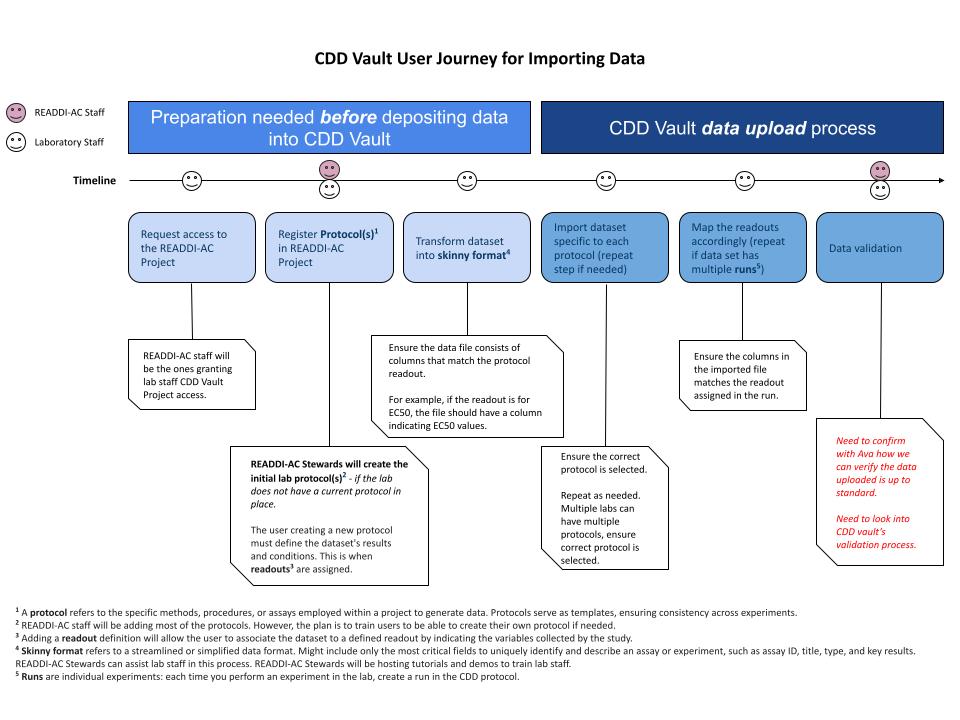 CDD Vault User Journey for Importing Data
READDI-AC Staff
Laboratory Staff
Preparation needed before depositing data
into CDD Vault
CDD Vault data upload process
Timeline
Request access to
the READDI-AC
Project
Register Protocol(s)1
in READDI-AC
Project
Transform dataset
into skinny format4
Import dataset
specific to each
protocol (repeat
step if needed)
Map the readouts
accordingly (repeat
if data set has
multiple runs5)
Data validation
READDI-AC staff will
be the ones granting
lab staff CDD Vault
Project access.
READDI-AC Stewards will create the
initial lab protocol(s)2 - if the lab
does not have a current protocol in
place.
The user creating a new protocol
must define the dataset's results
and conditions. This is when
readouts3 are assigned.
Ensure the data file consists of
columns that match the protocol
readout.
For example, if the readout is for
EC50, the file should have a column
indicating EC50 values.
Ensure the correct
protocol is selected.
Repeat as needed.
Multiple labs can
have multiple
protocols, ensure
correct protocol is
selected.
Ensure the columns in
the imported file
matches the readout
assigned in the run.
Need to confirm
with Ava how we
can verify the data
uploaded is up to
standard.
Need to look into
CDD vault's
validation process.
1 A protocol refers to the specific methods, procedures, or assays employed within a project to generate data. Protocols serve as templates, ensuring consistency across experiments.
2 READDI-AC staff will be adding most of the protocols. However, the plan is to train users to be able to create their own protocol if needed.
3 Adding a readout definition will allow the user to associate the dataset to a defined readout by indicating the variables collected by the study.
4 Skinny format refers to a streamlined or simplified data format. Might include only the most critical fields to uniquely identify and describe an assay or experiment, such as assay ID, title, type, and key results.
READDI-AC Stewards can assist lab staff in this process. READDI-AC Stewards will be hosting tutorials and demos to train lab staff.
5 Runs are individual experiments: each time you perform an experiment in the lab, create a run in the CDD protocol.